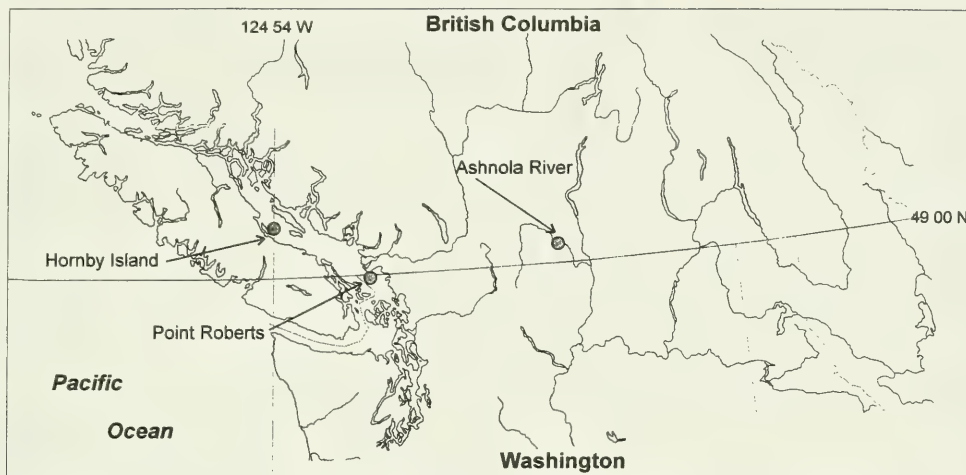 124 54 W
British Columbia
Ashnola River
49 00 N
Hornby Island
Point Roberts
Pacific
Ocean
Washington